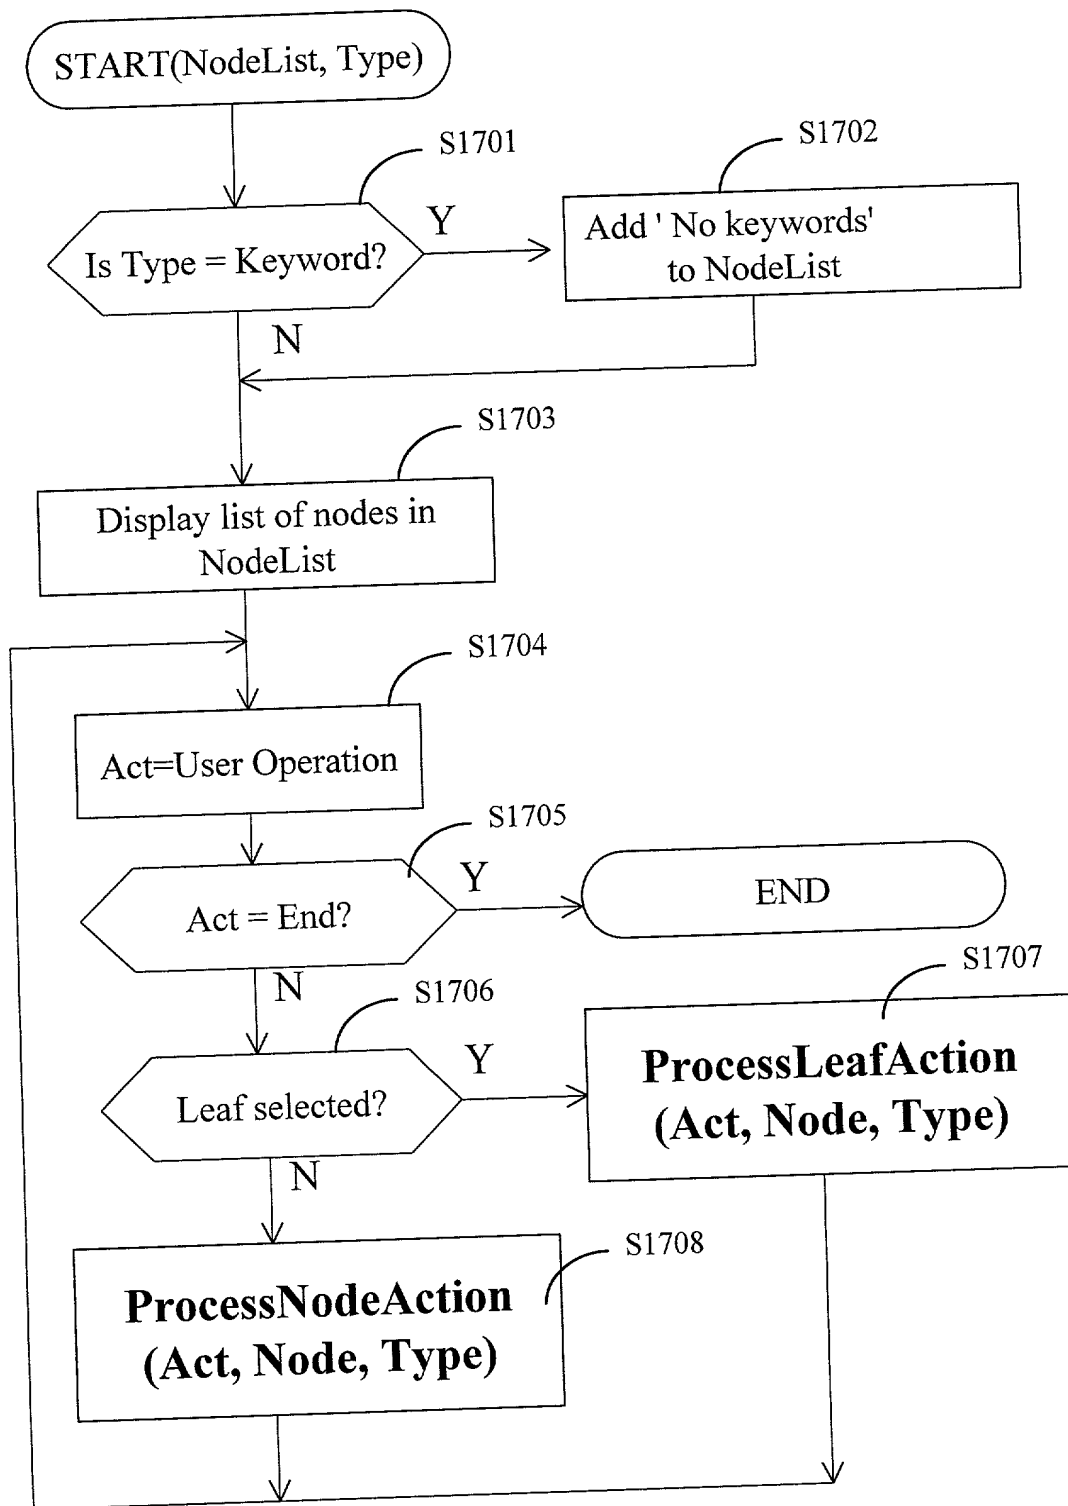 START(NodeList, Type)
S1701
S1702
Is Type = Keyword?
Y
Add ' No keywords'
to NodeList
N
S1703
Display list of nodes in
NodeList
S1704
Act=User Operation
S1705
Act = End?
Y
END
N
S1706
S1707
Leaf selected?
Y
ProcessLeafAction
(Act, Node, Type)
N
S1708
ProcessNodeAction
(Act, Node, Type)